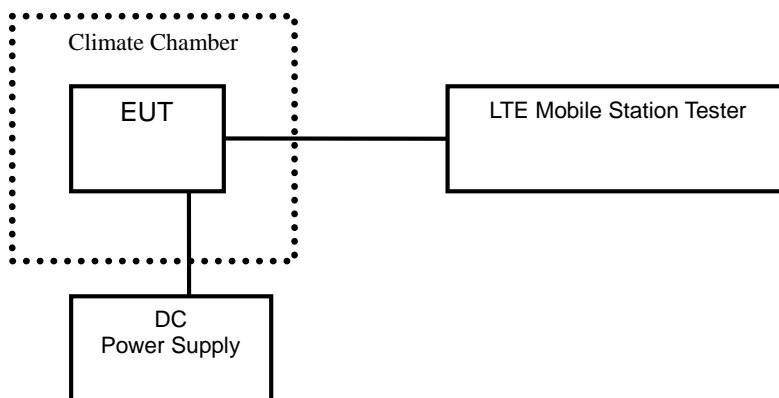 Climate Chamber
EUT
LTE Mobile Station Tester
DC
Power Supply